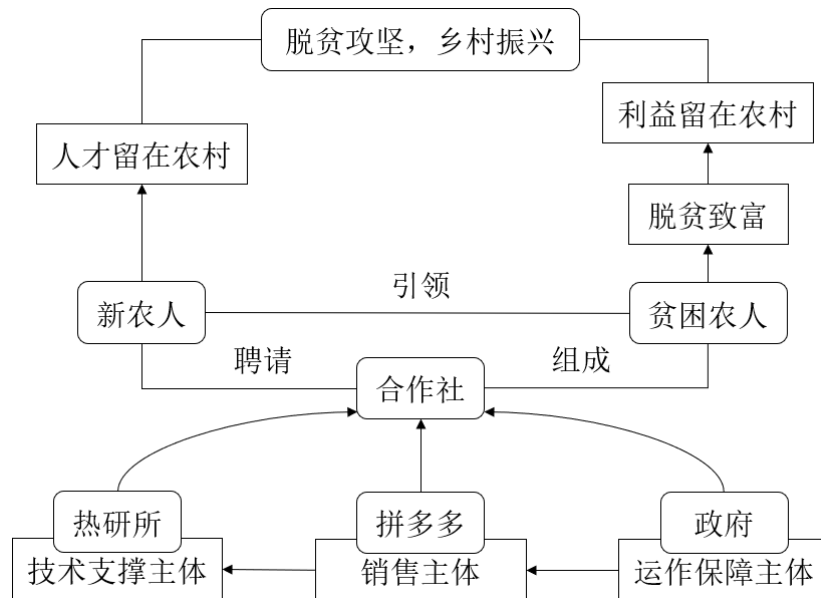 脱贫攻坚，乡村振兴
利益留在农村
人才留在农村
脱贫致富
引领
新农人
贫困农人
聘请
组成
合作社
热研所
拼多多
政府
技术支撑主体
销售主体
运作保障主体